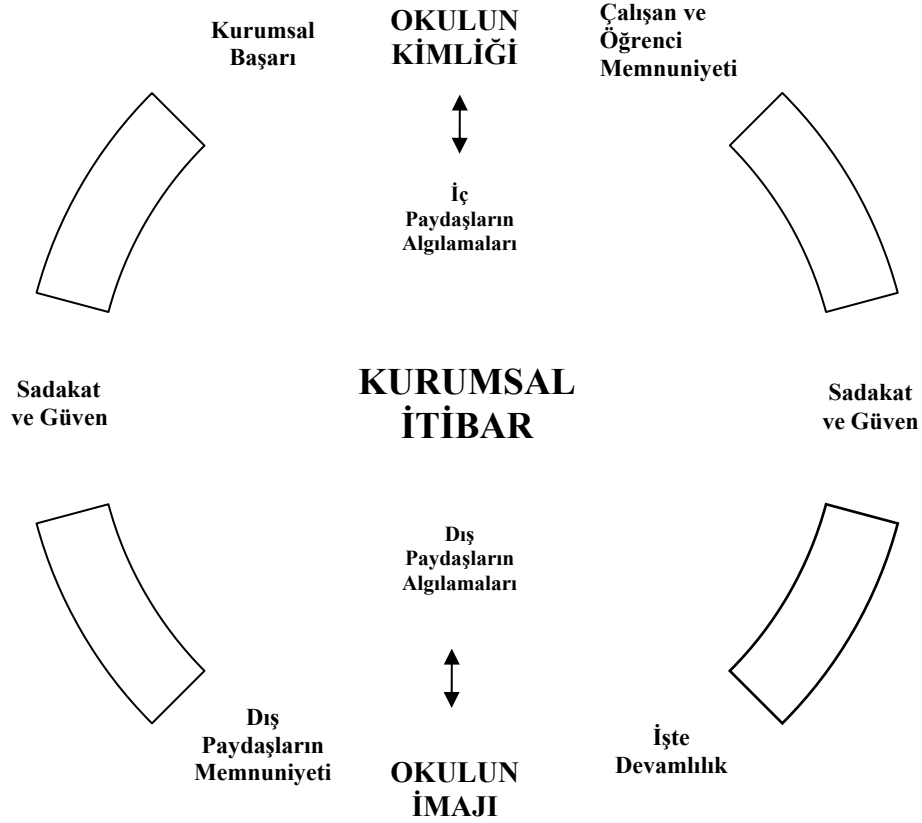 Kurumsal
Başarı
OKULUN
KİMLİĞİ
Çalışan ve
Öğrenci
Memnuniyeti
İç
Paydaşların
Algılamaları
Sadakat
ve Güven
KURUMSAL
İTİBAR
Sadakat
ve Güven
Dış
Paydaşların
Algılamaları
Dış
Paydaşların
Memnuniyeti
OKULUN
İMAJI
İşte
Devamlılık